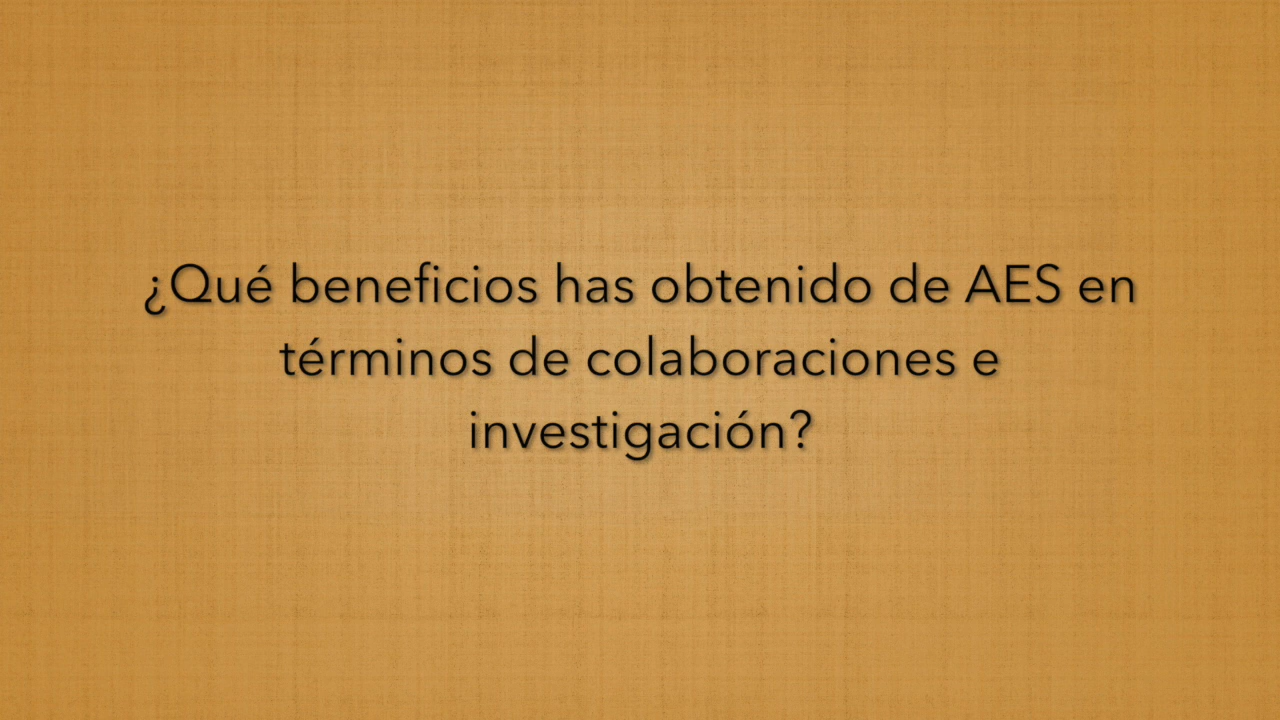 ¿Qué beneficios has obtenido de AES en
términos de colaboraciones e
investigación?